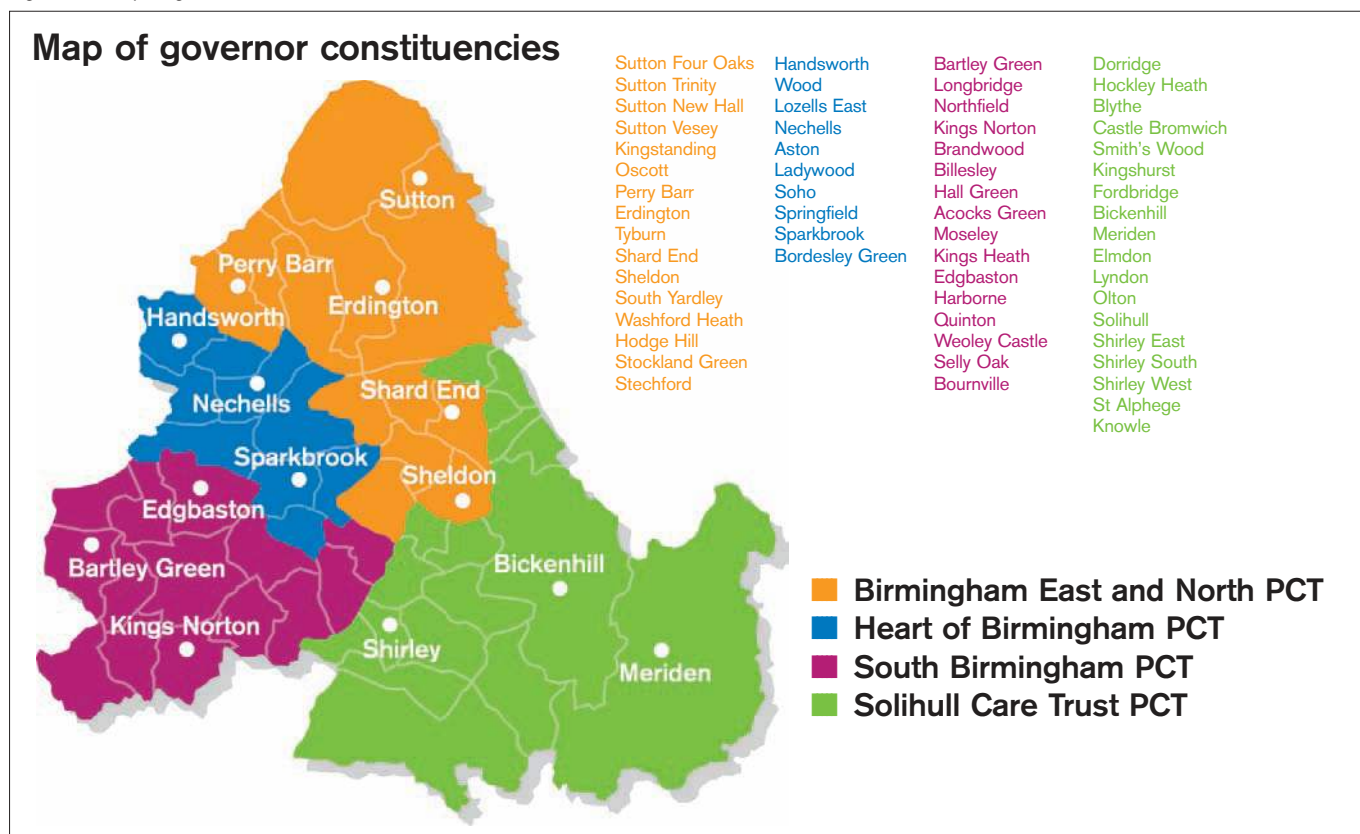 Map of governor constituencies
Sutton Four Oaks
Sutton Trinity
Sutton New Hall
Sutton Vesey
Kingstanding
Oscott
Perry Barr
Erdington
Tyburn
Shard End
Sheldon
South Yardley
Washford Heath
Hodge Hill
Stockland Green
Stechford
Handsworth
Wood
Lozells East
Nechells
Aston
Ladywood
Soho
Springfield
Sparkbrook
Bordesley Green
Bartley Green
Longbridge
Northfield
Kings Norton
Brandwood
Billesley
Hall Green
Acocks Green
Moseley
Kings Heath
Edgbaston
Harborne
Quinton
Weoley Castle
Selly Oak
Bournville
Dorridge
Hockley Heath
Blythe
Castle Bromwich
Smith's Wood
Kingshurst
Fordbridge
Bickenhill
Meriden
Elmdon
Lyndon
Olton
Solihull
Shirley East
Shirley South
Shirley West
St Alphege
Knowle
Sutton
Perry Barr
Erdington
Handsworth
Shard End
Nechells
Sparkbrook
Sheldon
Edgbaston
Bartley Green
Bickenhill
Kings Norton
Shirley
Meriden
Birmingham East and North PCT
Heart of Birmingham PCT
South Birmingham PCT
Solihull Care Trust PCT